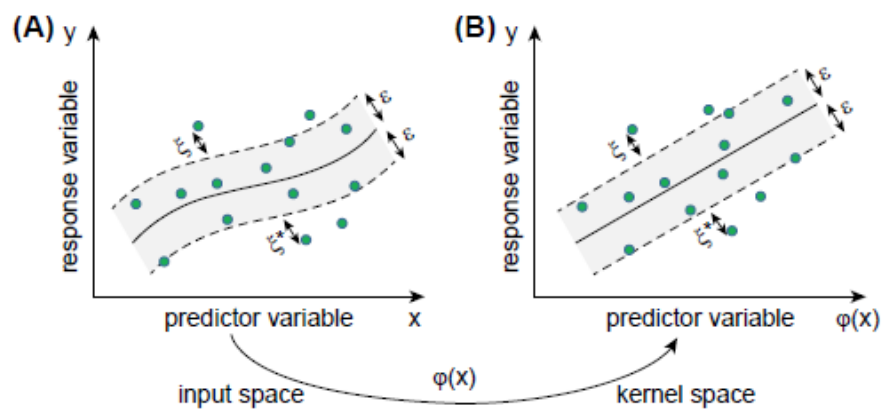 (A)
y
response variable
ξ
ε
ε
ξ*
predictor variable
x
input space
(B)
y
response variable
ξ
ε
ε
ξ*
predictor variable
φ(x)
kernel space
φ(x)